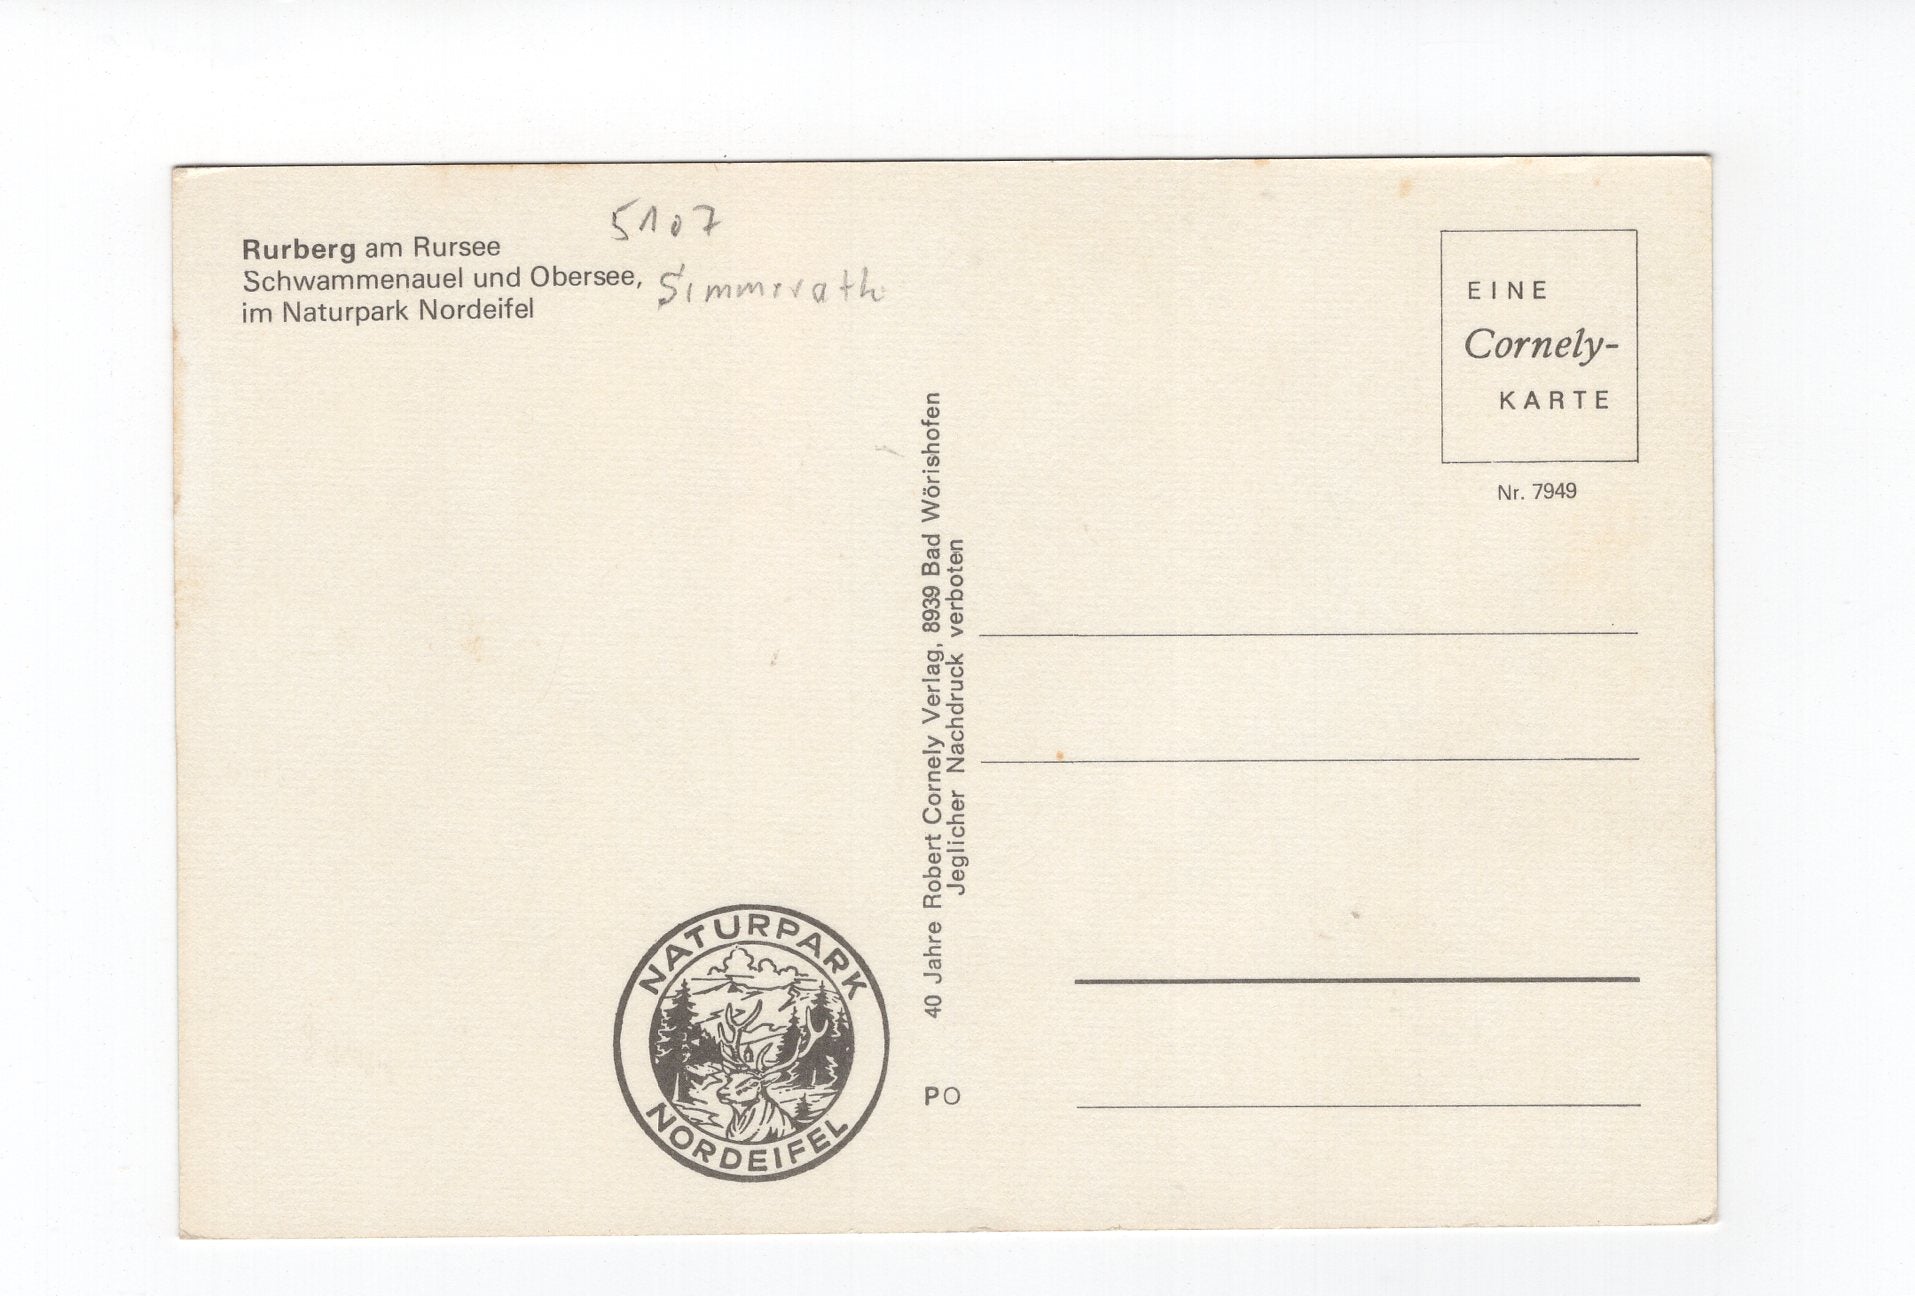 5107
Rurberg am Rursee
Schwammenauel und Obersee, Simmerath
im Naturpark Nordeifel
EINE
Cornely-
KARTE
Nr. 7949
40 Jahre Robert Cornely Verlag, 8939 Bad Wörishofen
Jeglicher Nachdruck verboten
PO
NATURPARK
NORDEIFEL